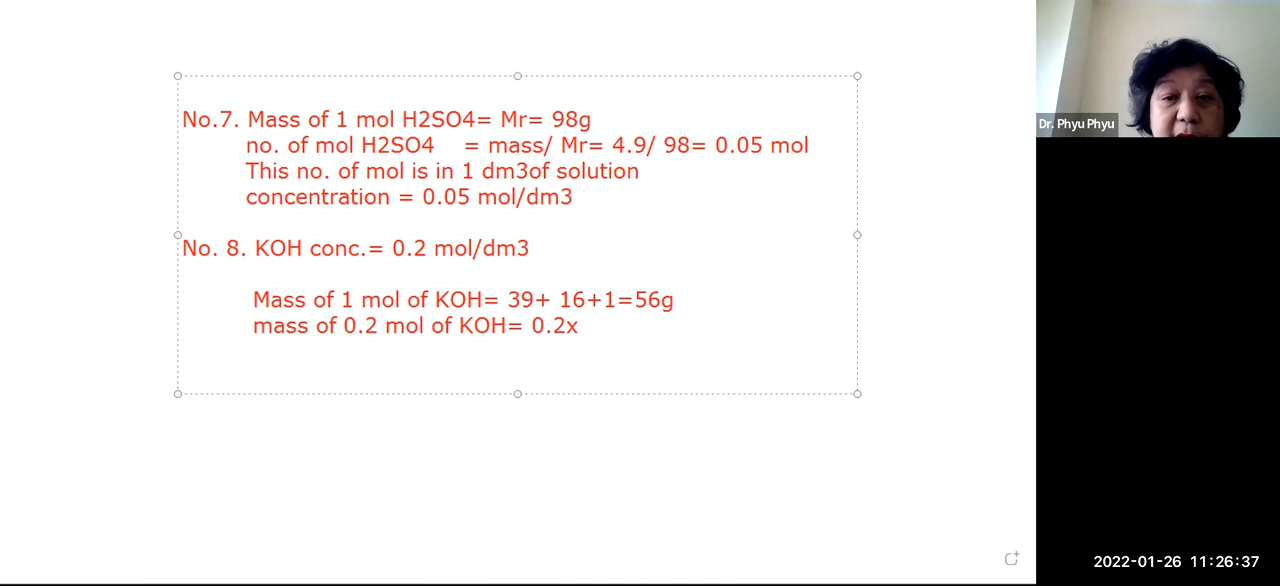 No.7. Mass of 1 mol H2SO4= Mr= 98g
no. of mol H2SO4 = mass/ Mr= 4.9/ 98= 0.05 mol
This no. of mol is in 1 dm3of solution
concentration = 0.05 mol/dm3
No. 8. KOH conc.= 0.2 mol/dm3
Mass of 1 mol of KOH= 39+ 16+1=56g
mass of 0.2 mol of KOH= 0.2x
Dr. Phyu Phyu
2022-01-26 11:26:37